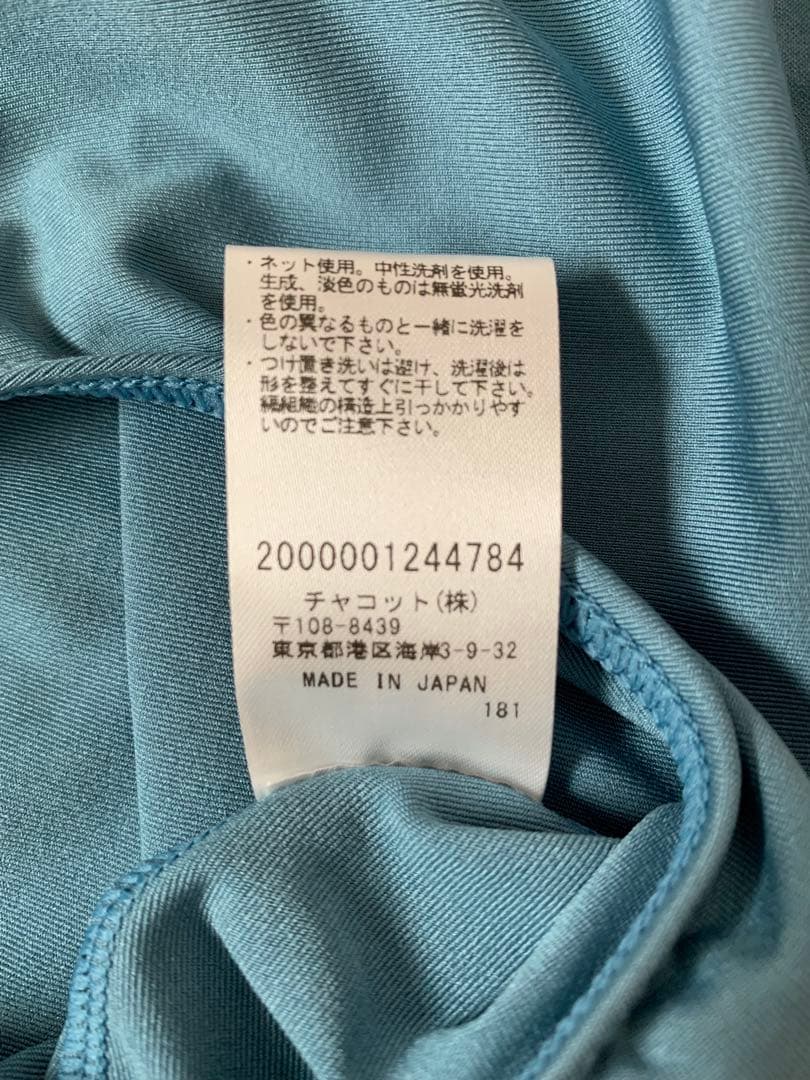 ・ネット使用。中性洗剤を使用。
生成、淡色のものは無蛍光洗剤
を使用。
・色の異なるものと一緒に洗濯を
しないで下さい。
・つけ置き洗いは避け、洗濯後は
形を整えてすぐに干して下さい。
編組織の構造上引っかかりやす
いのでご注意下さい。
2000001244784
チャコット(株)
〒108-8439
東京都港区海岸3-9-32
MADE IN JAPAN
181